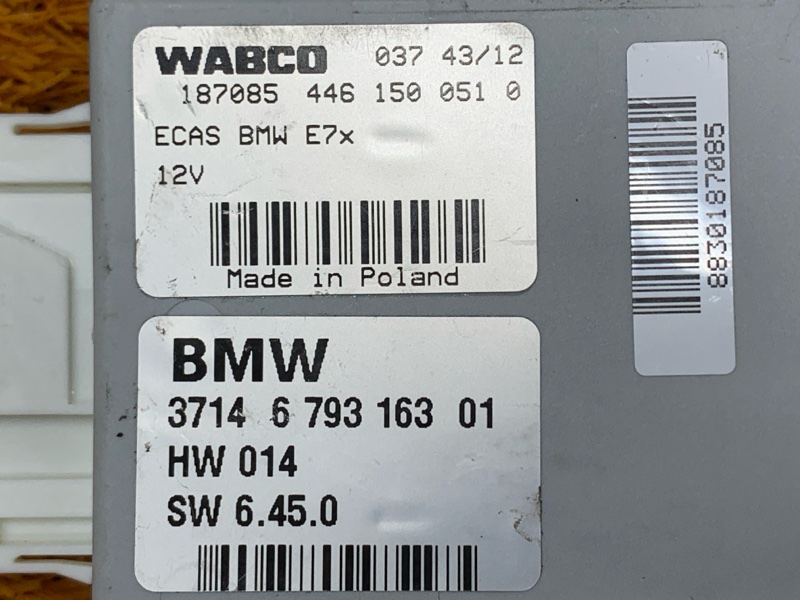 WABCO 037 43/12
187085 446 150 051 0
ECAS BMW E7x
12V
Made in Poland
BMW
3714 6 793 163 01
HW 014
SW 6.45.0
8830187085